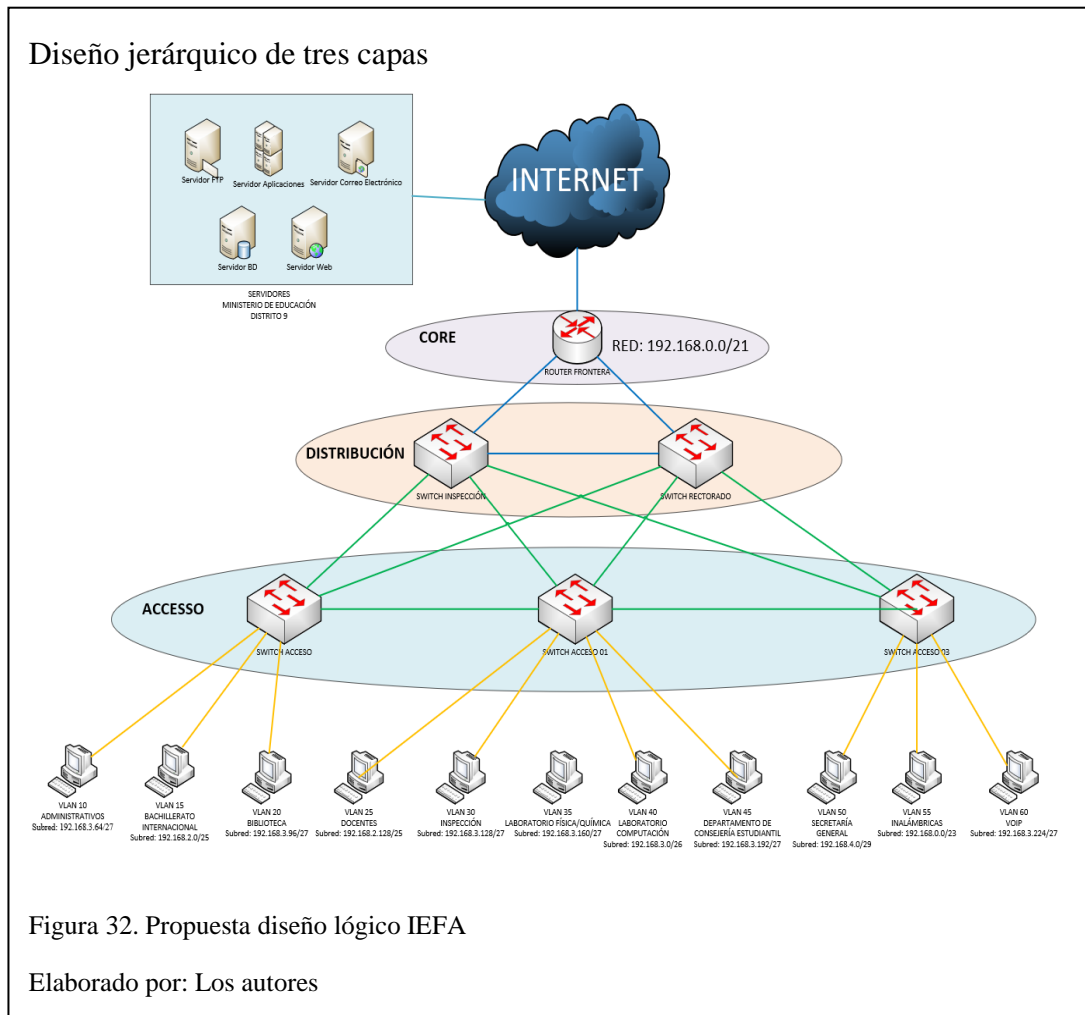 Diseño jerárquico de tres capas
Servidor FTP
Servidor Aplicaciones
Servidor Correo Electrónico
Servidor BD
Servidor Web
SERVIDORES
MINISTERIO DE EDUCACIÓN
DISTRITO 9
INTERNET
CORE
RED: 192.168.0.0/21
ROUTER FRONTERA
DISTRIBUCIÓN
SWITCH INSPECCIÓN
SWITCH RECTORADO
ACCESSO
SWITCH ACCESO
SWITCH ACCESO 01
SWITCH ACCESO 03
VLAN 10
ADMINISTRATIVOS
Subred: 192.168.3.64/27
VLAN 15
BACHILLERATO
INTERNACIONAL
Subred: 192.168.2.0/25
VLAN 20
BIBLIOTECA
Subred: 192.168.3.96/27
VLAN 25
DOCENTES
Subred: 192.168.2.128/25
VLAN 30
INSPECCIÓN
Subred: 192.168.3.128/27
VLAN 35
LABORATORIO FÍSICA/QUÍMICA
Subred: 192.168.3.160/27
VLAN 40
LABORATORIO
COMPUTACIÓN
Subred: 192.168.3.0/26
VLAN 45
DEPARTAMENTO DE
CONSEJERÍA ESTUDIANTIL
Subred: 192.168.3.192/27
VLAN 50
SECRETARÍA
GENERAL
Subred: 192.168.4.0/29
VLAN 55
INALÁMBRICAS
Subred: 192.168.0.0/23
VLAN 60
VOIP
Subred: 192.168.3.224/27
Figura 32. Propuesta diseño lógico IEFA
Elaborado por: Los autores